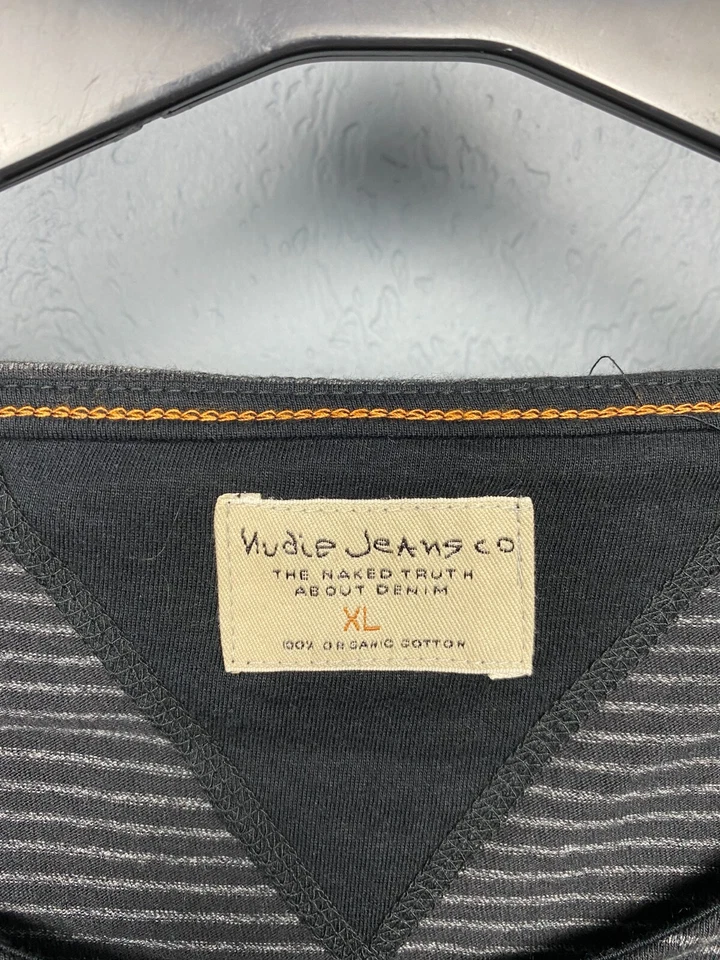 Nudie Jeans co
THE NAKED TRUTH
ABOUT DENIM
XL
100% ORGANIC COTTON